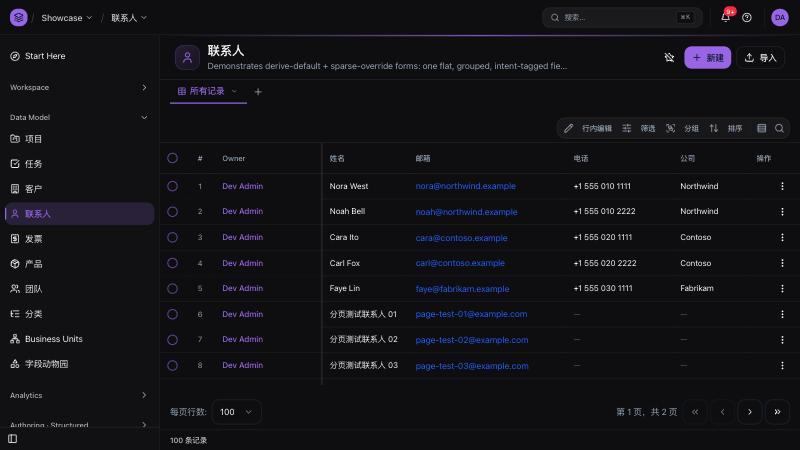 Showcase / 联系人
搜索... ⌘K
9+
DA
Start Here
Workspace
Data Model
项目
任务
客户
联系人
发票
产品
团队
分类
Business Units
字段动物园
Analytics
Authoring · Structured
联系人
Demonstrates derive-default + sparse-override forms: one flat, grouped, intent-tagged fie...
新建
导入
所有记录
行内编辑 筛选 分组 排序
# Owner 姓名 邮箱 电话 公司 操作
1 Dev Admin Nora West nora@northwind.example +1 555 010 1111 Northwind
2 Dev Admin Noah Bell noah@northwind.example +1 555 010 2222 Northwind
3 Dev Admin Cara Ito cara@contoso.example +1 555 020 1111 Contoso
4 Dev Admin Carl Fox carl@contoso.example +1 555 020 2222 Contoso
5 Dev Admin Faye Lin faye@fabrikam.example +1 555 030 1111 Fabrikam
6 Dev Admin 分页测试联系人 01 page-test-01@example.com — —
7 Dev Admin 分页测试联系人 02 page-test-02@example.com — —
8 Dev Admin 分页测试联系人 03 page-test-03@example.com — —
每页行数: 100
第 1 页，共 2 页
100 条记录